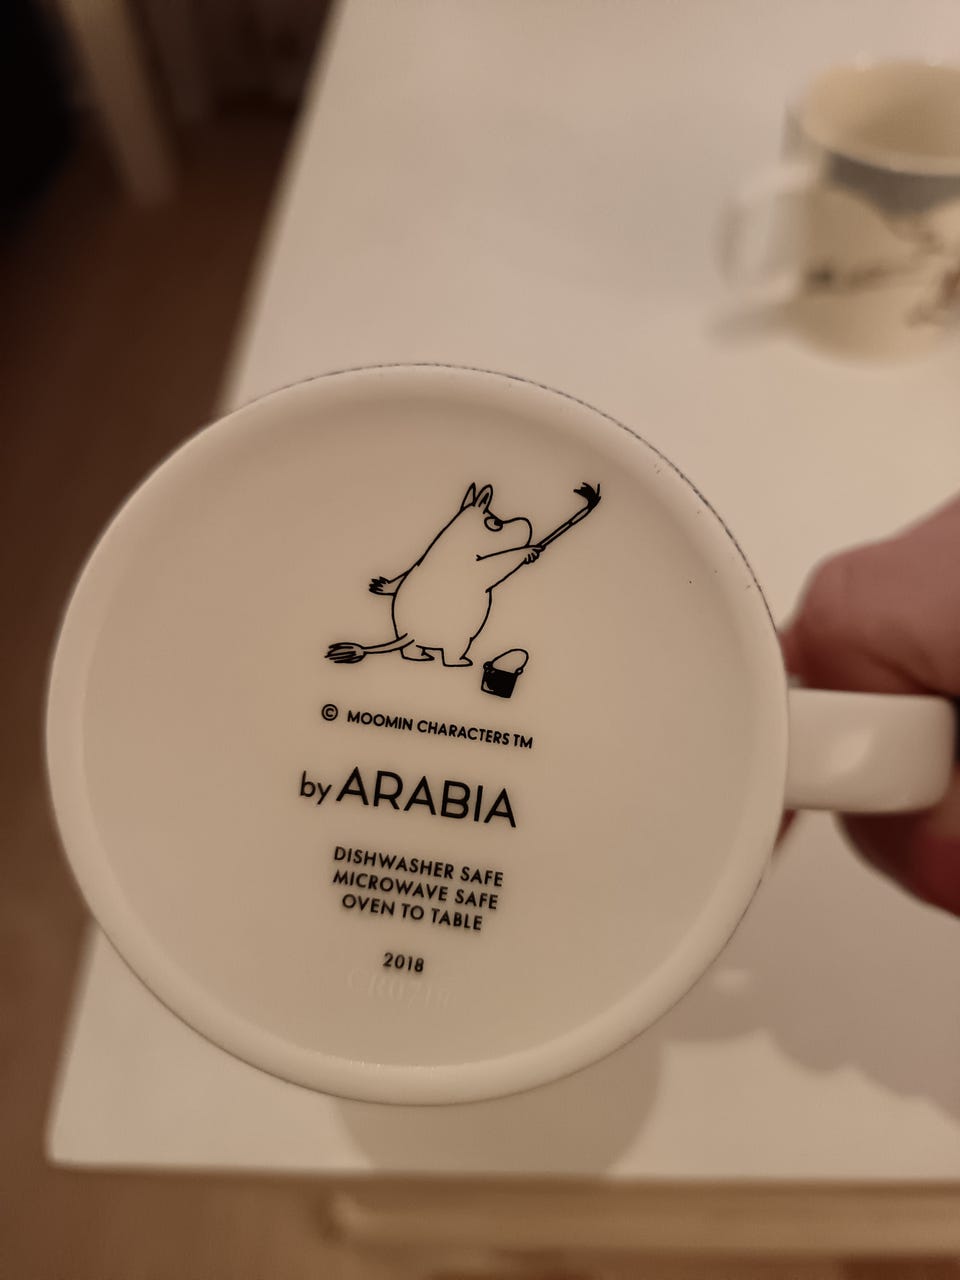 © MOOMIN CHARACTERS TM
by ARABIA
DISHWASHER SAFE
MICROWAVE SAFE
OVEN TO TABLE
2018